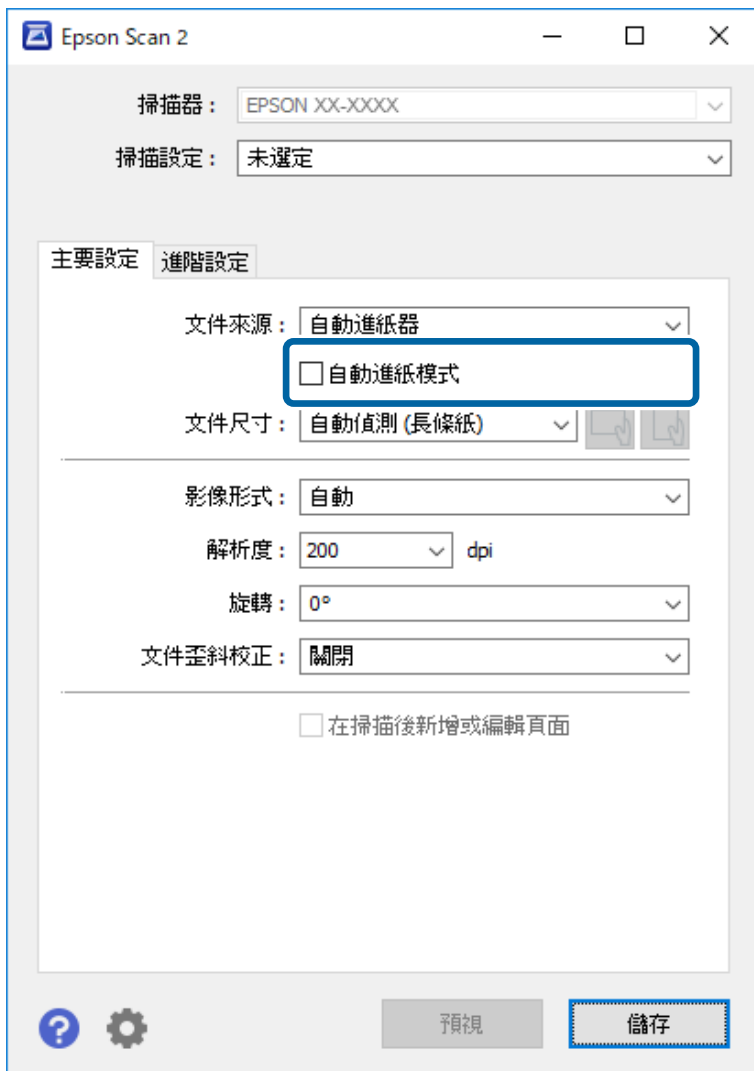 Epson Scan 2
掃描器： EPSON XX-XXXX
掃描設定： 未選定
主要設定 進階設定
文件來源： 自動進紙器
自動進紙模式
文件尺寸： 自動偵測 (長條紙)
影像形式： 自動
解析度： 200 dpi
旋轉： 0°
文件歪斜校正： 關閉
在掃描後新增或編輯頁面
? 預視 儲存